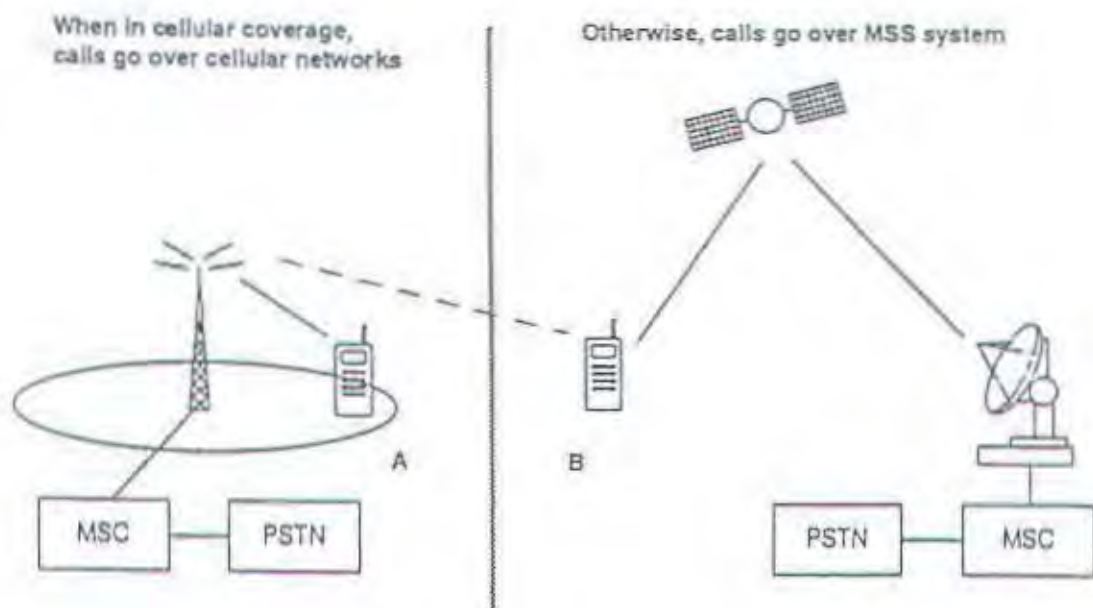 When in cellular coverage,
calls go over cellular networks
Otherwise, calls go over MSS system
A
B
MSC
PSTN
PSTN
MSC